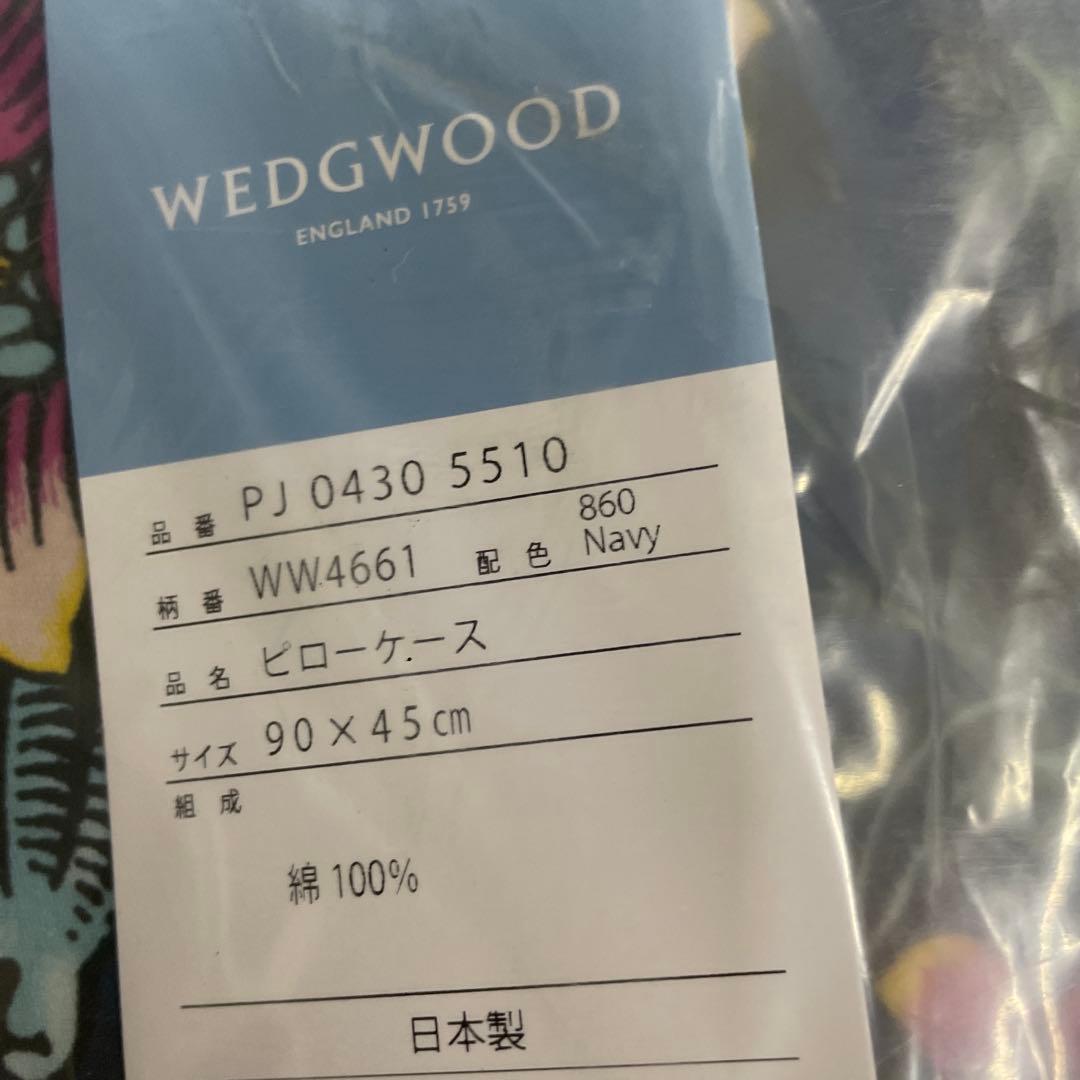 WEDGWOOD
ENGLAND 1759
品番 PJ 0430 5510
柄番 WW4661 配色 860 Navy
品名 ピローケース
サイズ 90×45cm
組成
綿100%
日本製